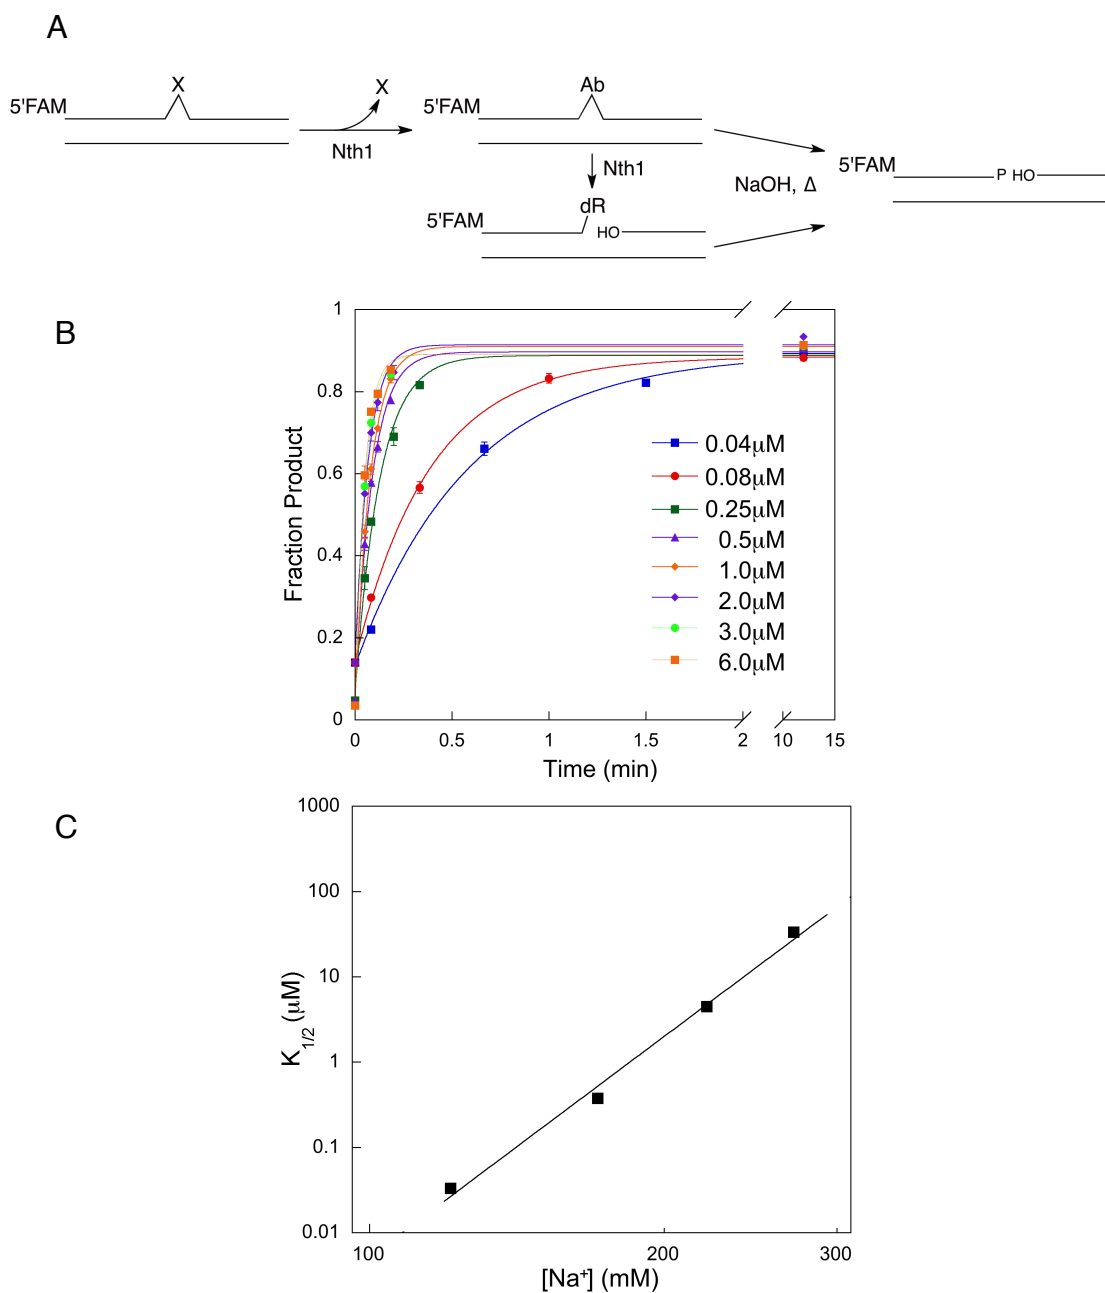 A
X
X
Ab
5'FAM
5'FAM
Nth1
Nth1
5'FAM
P HO
NaOH, Δ
dR
5'FAM
HO
B
1
0.8
0.6
0.4
0.2
0
Fraction Product
0.04μM
0.08μM
0.25μM
0.5μM
1.0μM
2.0μM
3.0μM
6.0μM
0 0.5 1 1.5 2 10 15
Time (min)
C
1000
100
10
1
0.1
0.01
K1/2 (μM)
100 200 300
[Na+] (mM)